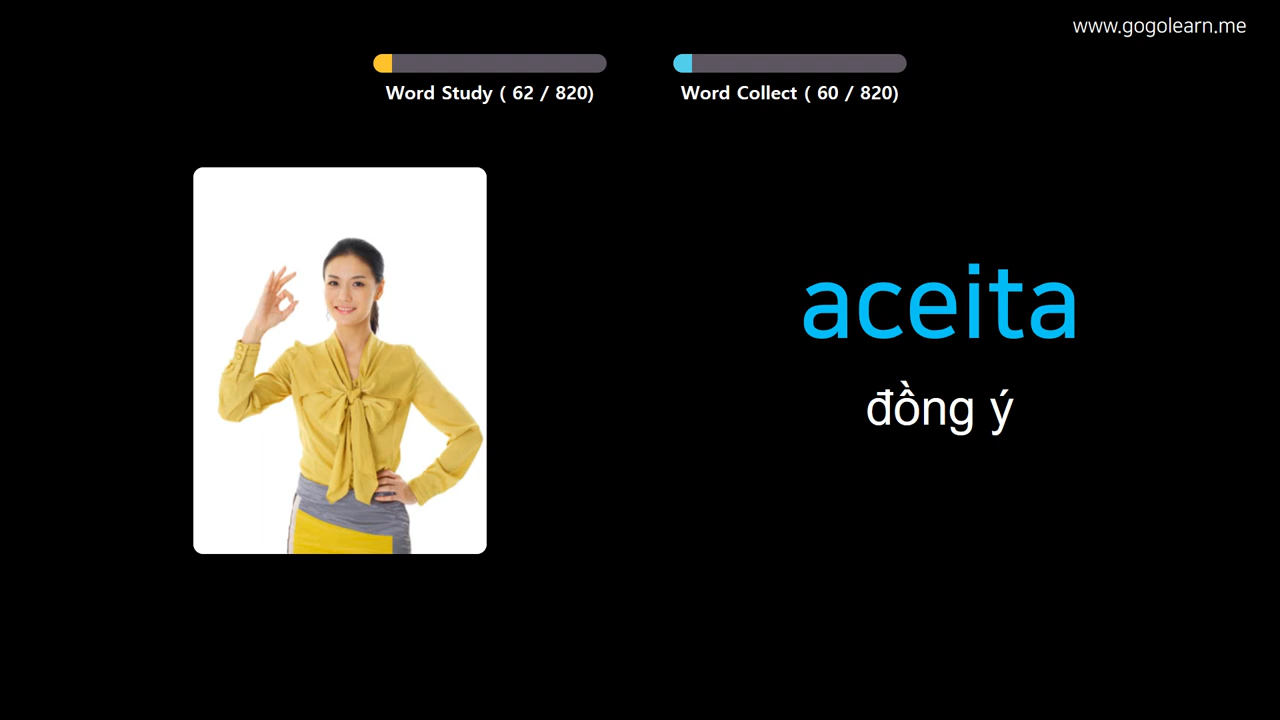 www.gogolearn.me
Word Study ( 62 / 820)
Word Collect ( 60 / 820)
aceita
đồng ý